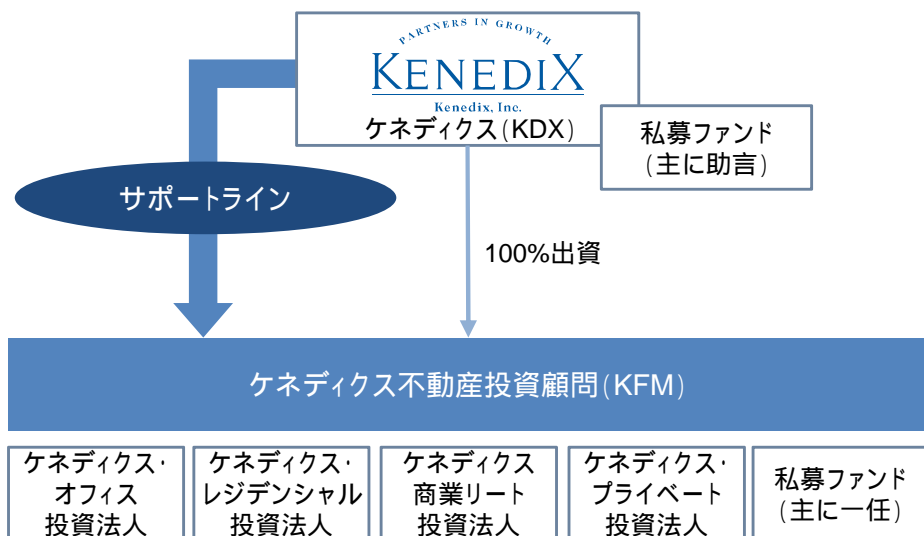 PARTNERS IN GROWTH
KENEDIX
Kenedix, Inc.
ケネディクス(KDX)
私募ファンド
(主に助言)
サポートライン
100%出資
ケネディクス不動産投資顧問(KFM)
ケネディクス・
オフィス
投資法人
ケネディクス・
レジデンシャル
投資法人
ケネディクス
商業リート
投資法人
ケネディクス・
プライベート
投資法人
私募ファンド
(主に一任)